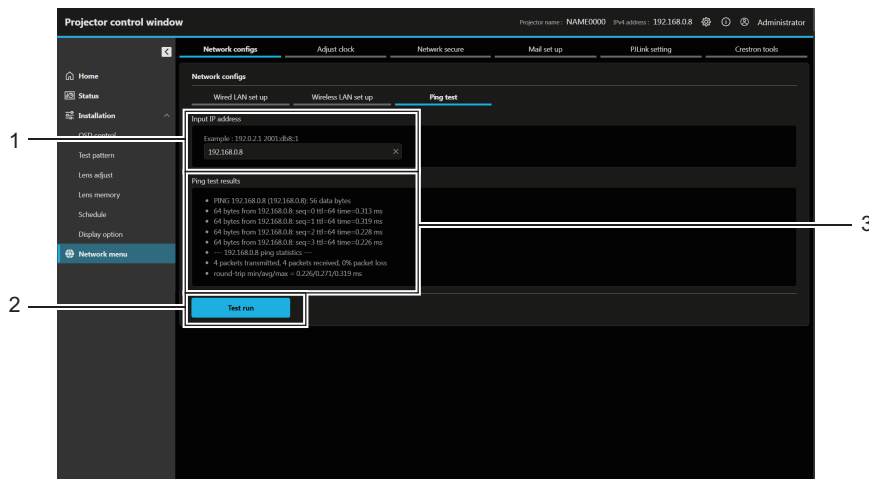 Projector control window
Projector name : NAME0000 IPv4 address : 192.168.0.8 Administrator
Network configs Adjust clock Network secure Mail set up PJLink setting Crestron tools
Home
Status
Installation
OSD control
Test pattern
Lens adjust
Lens memory
Schedule
Display option
Network menu
Network configs
Wired LAN set up Wireless LAN set up Ping test
Input IP address
Example : 192.0.2.1 2001:db8::1
192.168.0.8
Ping test results
• PING 192.168.0.8 (192.168.0.8): 56 data bytes
• 64 bytes from 192.168.0.8: seq=0 ttl=64 time=0.313 ms
• 64 bytes from 192.168.0.8: seq=1 ttl=64 time=0.319 ms
• 64 bytes from 192.168.0.8: seq=2 ttl=64 time=0.228 ms
• 64 bytes from 192.168.0.8: seq=3 ttl=64 time=0.226 ms
• --- 192.168.0.8 ping statistics ---
• 4 packets transmitted, 4 packets received, 0% packet loss
• round-trip min/avg/max = 0.226/0.271/0.319 ms
Test run
1
2
3